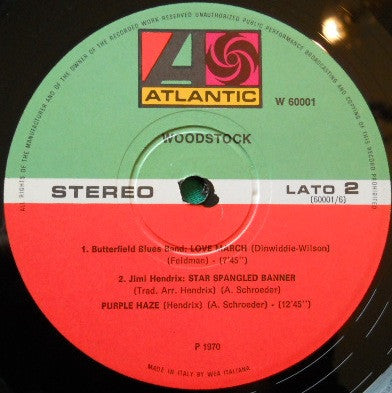 ALL RIGHTS OF THE MANUFACTURER AND OF THE OWNER OF THE RECORDED WORK RESERVED UNAUTHORIZED PUBLIC PERFORMANCE BROADCASTING AND COPYING OF THIS RECORD PROHIBITED
ATLANTIC
W 60001
WOODSTOCK
STEREO
LATO 2
(60001/6)
1. Butterfield Blues Band: LOVE MARCH (Dinwiddie-Wilson)
(Feldman) - (7'45")
2. Jimi Hendrix: STAR SPANGLED BANNER
(Trad. Arr. Hendrix) (A. Schroeder)
PURPLE HAZE (Hendrix) (A. Schroeder) - (12'45")
P 1970
MADE IN ITALY BY WEA ITALIANA